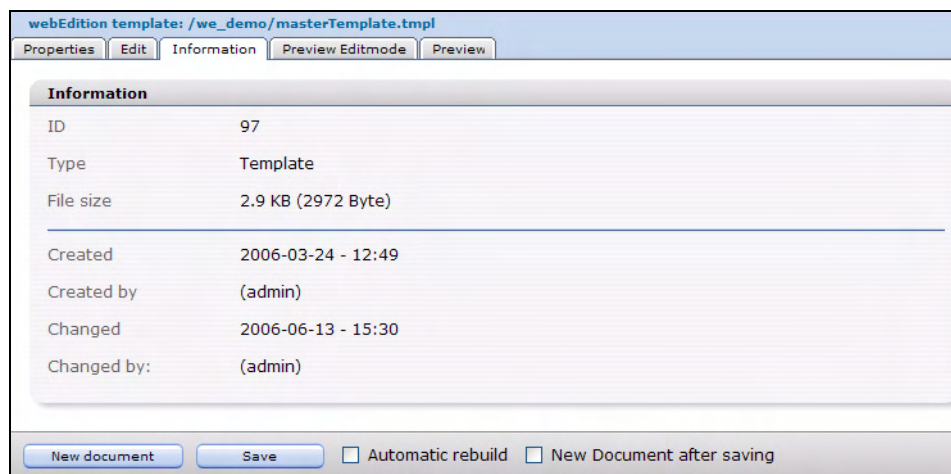 webEdition template: /we_demo/masterTemplate.tmpl
Properties Edit Information Preview Editmode Preview
Information
ID 97
Type Template
File size 2.9 KB (2972 Byte)
Created 2006-03-24 - 12:49
Created by (admin)
Changed 2006-06-13 - 15:30
Changed by: (admin)
New document Save Automatic rebuild New Document after saving